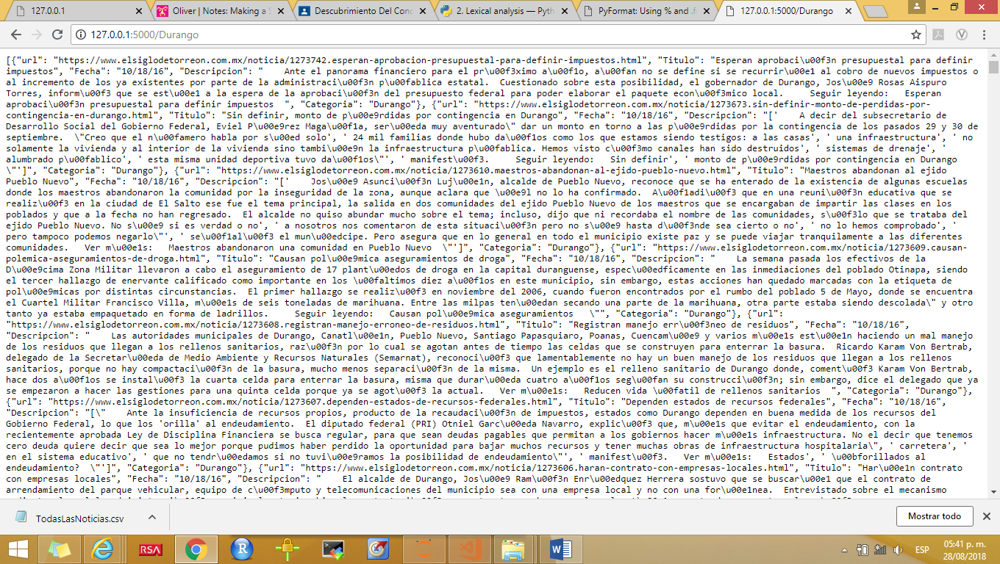 127.0.0.1
Oliver | Notes: Making a S
Descubrimiento Del Con
2. Lexical analysis — Pyth
PyFormat: Using % and .f
127.0.0.1:5000/Durango
127.0.0.1:5000/Durango
[{"url": "https://www.elsiglodetorreon.com.mx/noticia/1273742.esperan-aprobacion-presupuestal-para-definir-impuestos.html", "Titulo": "Esperan aprobaci\u00f3n presupuestal para definir
impuestos", "Fecha": "10/18/16", "Descripcion": "    Ante el panorama financiero para el pr\u00f3ximo a\u00f1o, a\u00fan no se define si se recurrir\u00e1 al cobro de nuevos impuestos o
al incremento de los ya existentes por parte de la administraci\u00f3n p\u00fablica estatal.  Cuestionado sobre esta posibilidad, el gobernador de Durango, Jos\u00e9 Rosas Aispuro
Torres, inform\u00f3 que se est\u00e1 a la espera de la aprobaci\u00f3n del presupuesto federal para poder elaborar el paquete econ\u00f3mico local.     Seguir leyendo:   Esperan
aprobaci\u00f3n presupuestal para definir impuestos  ", "Categoria": "Durango"}, {"url": "https://www.elsiglodetorreon.com.mx/noticia/1273673.sin-definir-monto-de-perdidas-por-
contingencia-en-durango.html", "Titulo": "Sin definir, monto de p\u00e9rdidas por contingencia en Durango", "Fecha": "10/18/16", "Descripcion": "['    A decir del subsecretario de
Desarrollo Social del Gobierno Federal, Eviel P\u00e9rez Maga\u00f1a, ser\u00eda muy aventurado\" dar un monto en torno a las p\u00e9rdidas por la contingencia de los pasados 29 y 30 de
septiembre.  \"Creo que el n\u00famero habla por s\u00ed solo', ' 24 mil familias donde hubo da\u00f1os como los que estamos siendo testigos: a las casas', ' una infraestructura', ' no
solamente la vivienda y al interior de la vivienda sino tambi\u00e9n la infraestructura p\u00fablica. Hemos visto c\u00f3mo canales han sido destruidos', ' sistemas de drenaje', '
alumbrado p\u00fablico', ' esta misma unidad deportiva tuvo da\u00f1os\"', ' manifest\u00f3.     Seguir leyendo:   Sin definir', ' monto de p\u00e9rdidas por contingencia en Durango
\"']", "Categoria": "Durango"}, {"url": "https://www.elsiglodetorreon.com.mx/noticia/1273610.maestros-abandonan-al-ejido-pueblo-nuevo.html", "Titulo": "Maestros abandonan al ejido
Pueblo Nuevo", "Fecha": "10/18/16", "Descripcion": "['    Jos\u00e9 Asunci\u00f3n Luj\u00e1n, alcalde de Pueblo Nuevo, reconoce que se ha enterado de la existencia de algunas escuelas
donde los maestros abandonaron la comunidad por la inseguridad de la zona, aunque aclara que \u00e9l no lo ha confirmado.  A\u00f1adi\u00f3 que en una reuni\u00f3n educativa que se
realiz\u00f3 en la ciudad de El Salto ese fue el tema principal, la salida en dos comunidades del ejido Pueblo Nuevo de los maestros que se encargaban de impartir las clases en los
poblados y que a la fecha no han regresado.  El alcalde no quiso abundar mucho sobre el tema; incluso, dijo que ni recordaba el nombre de las comunidades, s\u00f3lo que se trataba del
ejido Pueblo Nuevo. No s\u00e9 si es verdad o no', ' a nosotros nos comentaron de esta situaci\u00f3n pero no s\u00e9 hasta d\u00f3nde sea cierto o no', ' no lo hemos comprobado', '
pero tampoco podemos negarlo\"', ' se\u00f1al\u00f3 el mun\u00edcipe. Pero asegura que en lo general en todo el municipio existe paz y se puede viajar tranquilamente a las diferentes
comunidades.   Ver m\u00e1s:   Maestros abandonaron una comunidad en Pueblo Nuevo  \"']", "Categoria": "Durango"}, {"url": "https://www.elsiglodetorreon.com.mx/noticia/1273609.causan-
polemica-aseguramientos-de-droga.html", "Titulo": "Causan pol\u00e9mica aseguramientos de droga", "Fecha": "10/18/16", "Descripcion": "    La semana pasada los efectivos de la
D\u00e9cima Zona Militar llevaron a cabo el aseguramiento de 17 plant\u00edos de droga en la capital duranguense, espec\u00edficamente en las inmediaciones del poblado Otinapa, siendo
el tercer hallazgo de enervante calificado como importante en los \u00faltimos diez a\u00f1os en este municipio, sin embargo, estas acciones han quedado marcadas con la etiqueta de
pol\u00e9micas por distintas circunstancias.  El primer hallazgo se realiz\u00f3 en noviembre del 2006, cuando fueron encontrados por el rumbo del poblado 5 de Mayo, donde se encuentra
el Cuartel Militar Francisco Villa, m\u00e1s de seis toneladas de marihuana. Entre las milpas ten\u00edan secando una parte de la marihuana, otra parte estaba siendo descolada\" y otro
tanto ya estaba empaquetado en forma de ladrillos.     Seguir leyendo:   Causan pol\u00e9mica aseguramientos   \"", "Categoria": "Durango"}, {"url":
"https://www.elsiglodetorreon.com.mx/noticia/1273608.registran-manejo-erroneo-de-residuos.html", "Titulo": "Registran manejo err\u00f3neo de residuos", "Fecha": "10/18/16",
"Descripcion": "    Las autoridades municipales de Durango, Canatl\u00e1n, Pueblo Nuevo, Santiago Papasquiaro, Poanas, Cuencam\u00e9 y varios m\u00e1s est\u00e1n haciendo un mal manejo
de los residuos que llegan a los rellenos sanitarios, raz\u00f3n por lo cual se agotan antes de tiempo las celdas que se construyen para enterrar la basura.  Ricardo Karam Von Bertrab,
delegado de la Secretar\u00eda de Medio Ambiente y Recursos Naturales (Semarnat), reconoci\u00f3 que lamentablemente no hay un buen manejo de los residuos que llegan a los rellenos
sanitarios, porque no hay compactaci\u00f3n de la basura, mucho menos separaci\u00f3n de la misma.  Un ejemplo es el relleno sanitario de Durango donde, coment\u00f3 Karam Von Bertrab,
hace dos a\u00f1os se instal\u00f3 la cuarta celda para enterrar la basura, misma que durar\u00eda cuatro a\u00f1os seg\u00fan su construcci\u00f3n; sin embargo, dice el delegado que ya
se empezaron a hacer las gestiones para una quinta celda porque ya se agot\u00f3 la actual.   Ver m\u00e1s:   Reducen vida \u00fatil de rellenos sanitarios  ", "Categoria": "Durango"},
{"url": "https://www.elsiglodetorreon.com.mx/noticia/1273607.dependen-estados-de-recursos-federales.html", "Titulo": "Dependen estados de recursos federales", "Fecha": "10/18/16",
"Descripcion": "[\"    Ante la insuficiencia de recursos propios, producto de la recaudaci\u00f3n de impuestos, estados como Durango dependen en buena medida de los recursos del
Gobierno Federal, lo que los 'orilla' al endeudamiento.  El diputado federal (PRI) Otniel Garc\u00eda Navarro, explic\u00f3 que, m\u00e1s que evitar el endeudamiento, con la
recientemente aprobada Ley de Disciplina Financiera se busca regular, para que sean deudas pagables que permitan a los gobiernos hacer m\u00e1s infraestructura. No el decir que tenemos
cero deuda quiere decir que sea lo mejor porque pudimos haber perdido la oportunidad para bajar muchos recursos y tener muchas obras de infraestructura hospitalaria\", ' carretera', '
en el sistema educativo', ' que no tendr\u00edamos si no tuvi\u00e9ramos la posibilidad de endeudamiento\"', ' manifest\u00f3.   Ver m\u00e1s:   Estados', ' \u00bforillados al
endeudamiento?  \"']", "Categoria": "Durango"}, {"url": "https://www.elsiglodetorreon.com.mx/noticia/1273606.haran-contrato-con-empresas-locales.html", "Titulo": "Har\u00e1n contrato
con empresas locales", "Fecha": "10/18/16", "Descripcion": "    El alcalde de Durango, Jos\u00e9 Ram\u00f3n Enr\u00edquez Herrera sostuvo que se buscar\u00e1 que el contrato de
arrendamiento del parque vehicular, equipo de c\u00f3mputo y telecomunicaciones del municipio sea con una empresa local y no con una for\u00e1nea.  Entrevistado sobre el mecanismo
TodasLasNoticias.csv
Mostrar todo
RSA
R
ESP
05:41 p. m.
28/08/2018